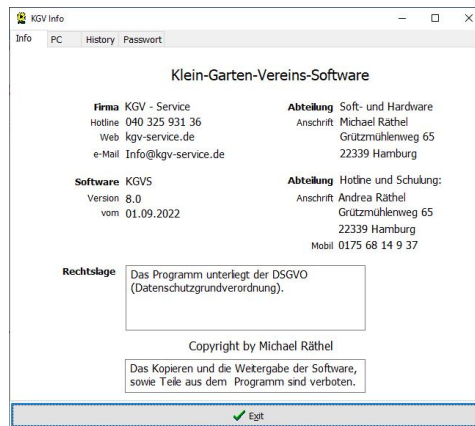 KGV Info
Info PC History Passwort
Klein-Garten-Vereins-Software
Firma KGV - Service
Hotline 040 325 931 36
Web kgv-service.de
e-Mail Info@kgv-service.de
Abteilung Soft- und Hardware
Anschrift Michael Räthel
Grützmühlenweg 65
22339 Hamburg
Software KGVS
Version 8.0
vom 01.09.2022
Abteilung Hotline und Schulung:
Anschrift Andrea Räthel
Grützmühlenweg 65
22339 Hamburg
Mobil 0175 68 14 9 37
Rechtslage Das Programm unterliegt der DSGVO
(Datenschutzgrundverordnung).
Copyright by Michael Räthel
Das Kopieren und die Weitergabe der Software,
sowie Teile aus dem Programm sind verboten.
Exit